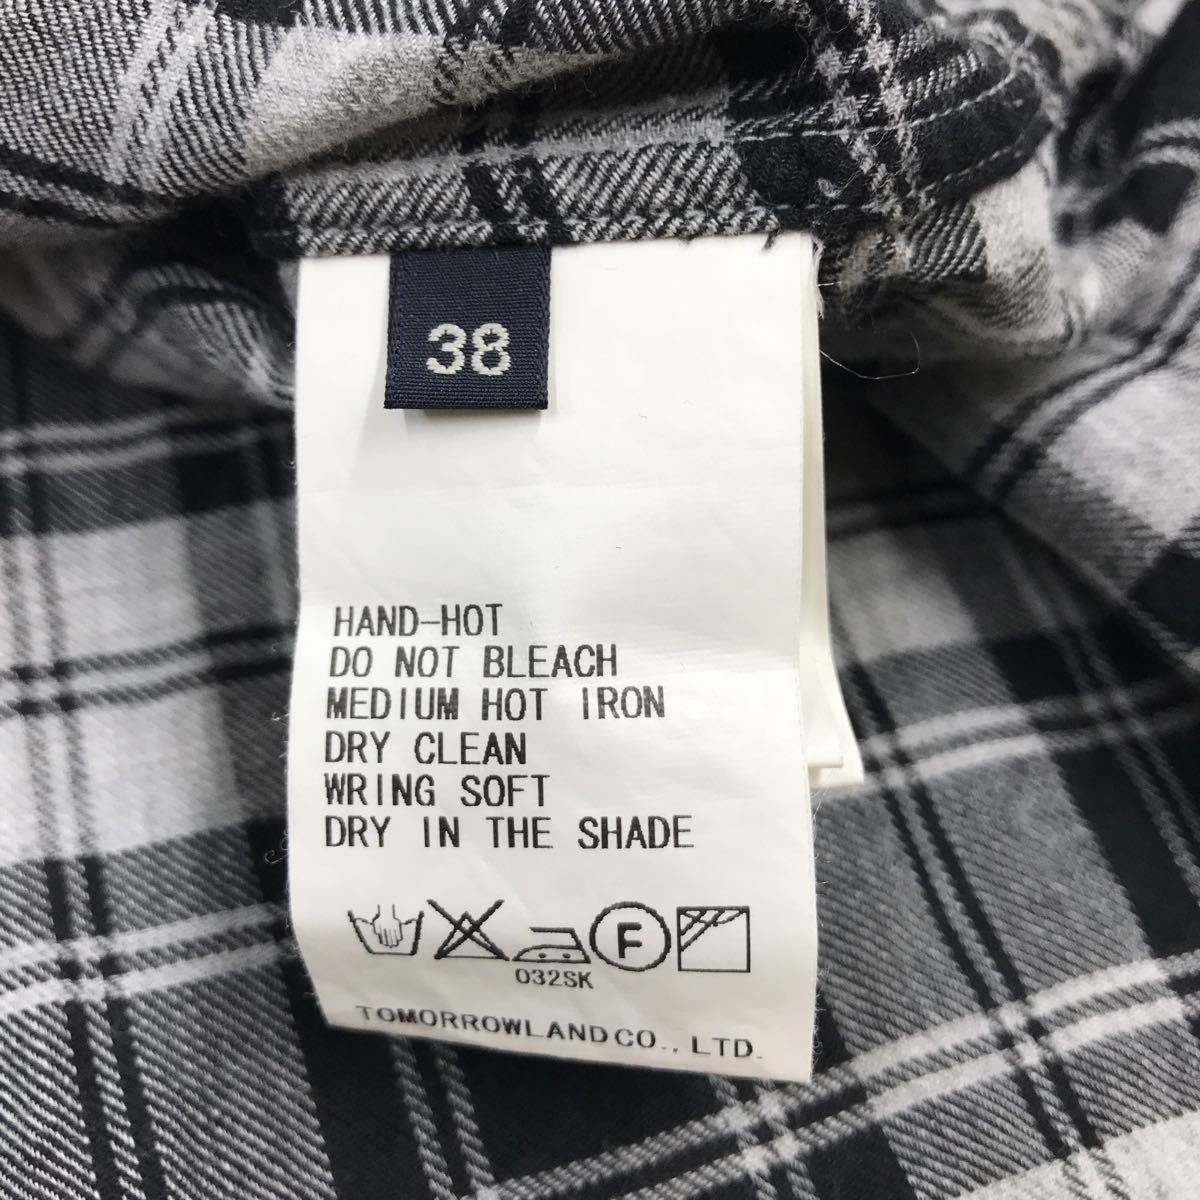 38
HAND-HOT
DO NOT BLEACH
MEDIUM HOT IRON
DRY CLEAN
WRING SOFT
DRY IN THE SHADE
F
032SK
TOMORROWLAND CO., LTD.